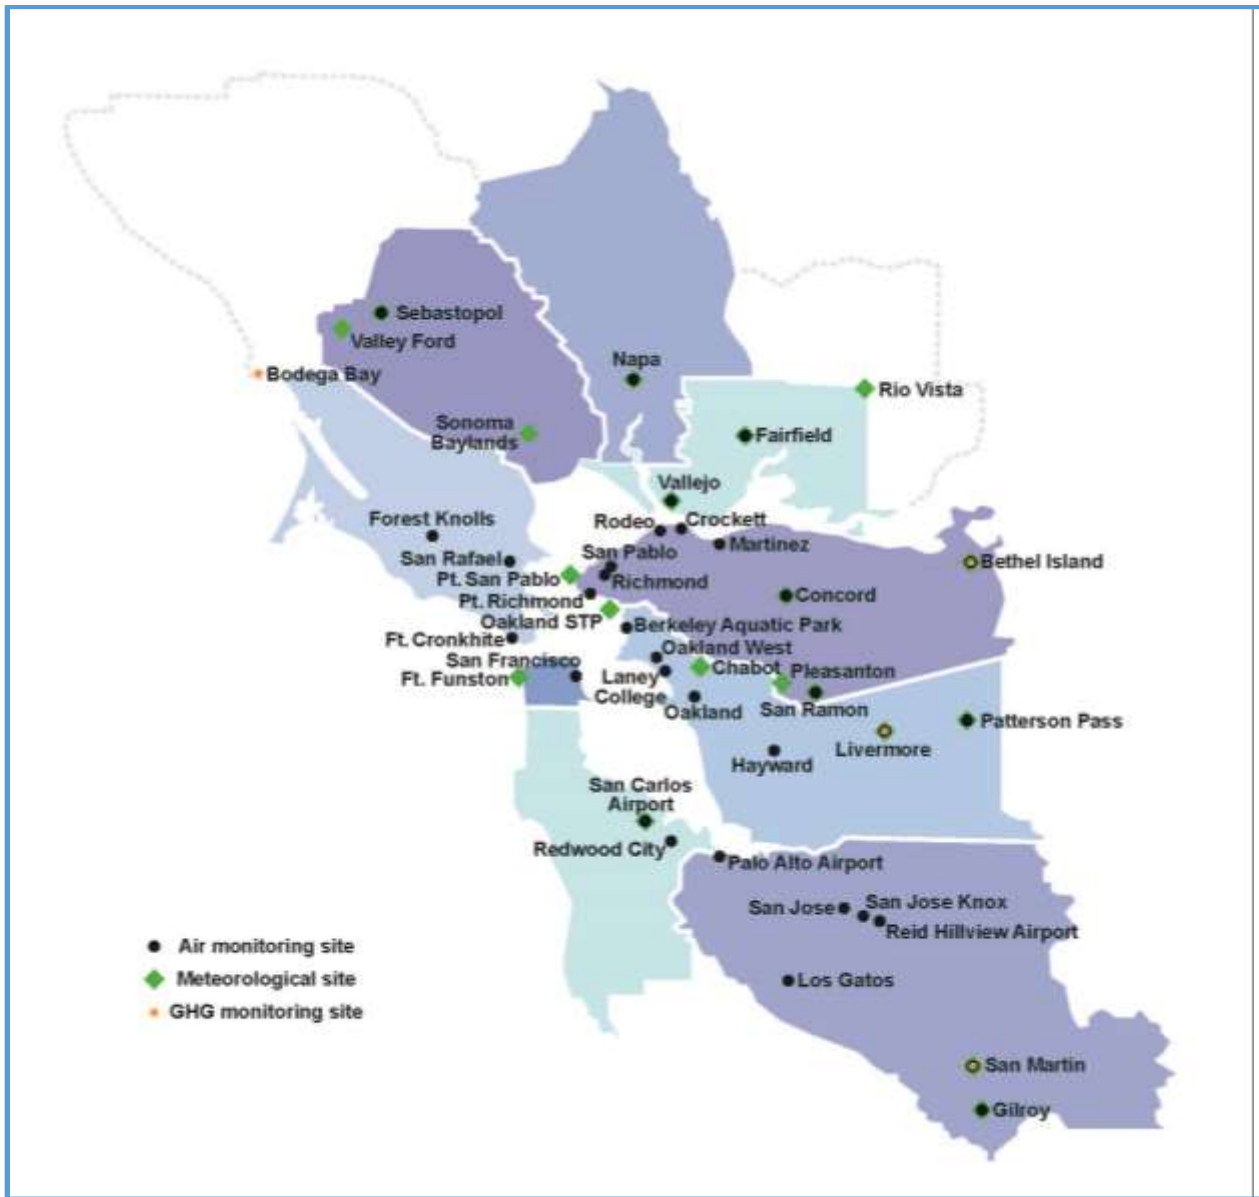 Sebastopol
Valley Ford
Bodega Bay
Napa
Rio Vista
Sonoma
Baylands
Fairfield
Vallejo
Forest Knolls
Rodeo
Crockett
San Rafael
San Pablo
Martinez
Pt. San Pablo
Richmond
Bethel Island
Pt. Richmond
Concord
Oakland STP
Berkeley Aquatic Park
Ft. Cronkhite
Oakland West
San Francisco
Chabot
Pleasanton
Ft. Funston
Laney
College
Oakland
San Ramon
Patterson Pass
Livermore
Hayward
San Carlos
Airport
Redwood City
Palo Alto Airport
San Jose
San Jose Knox
Reid Hillview Airport
Los Gatos
Air monitoring site
Meteorological site
GHG monitoring site
San Martin
Gilroy